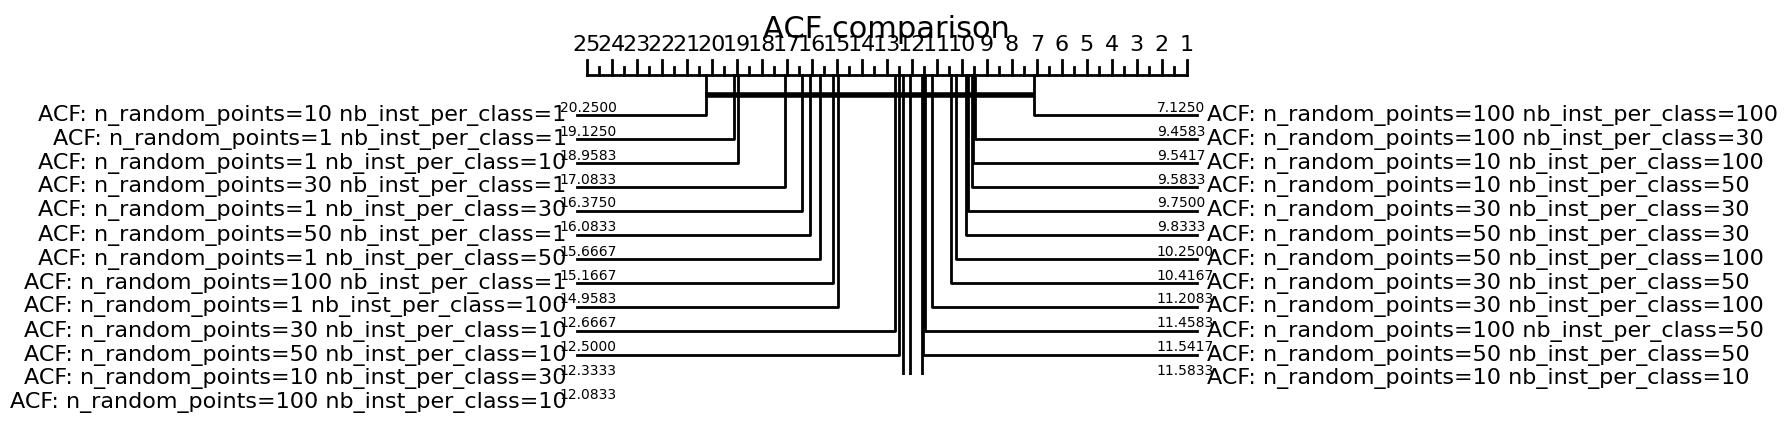 ACF comparison
25 24 23 22 21 20 19 18 17 16 15 14 13 12 11 10 9 8 7 6 5 4 3 2 1
ACF: n_random_points=10 nb_inst_per_class=1 20.2500
ACF: n_random_points=1 nb_inst_per_class=1 19.1250
ACF: n_random_points=1 nb_inst_per_class=10 18.9583
ACF: n_random_points=30 nb_inst_per_class=1 17.0833
ACF: n_random_points=1 nb_inst_per_class=30 16.3750
ACF: n_random_points=50 nb_inst_per_class=1 16.0833
ACF: n_random_points=1 nb_inst_per_class=50 15.6667
ACF: n_random_points=100 nb_inst_per_class=1 15.1667
ACF: n_random_points=1 nb_inst_per_class=100 14.9583
ACF: n_random_points=30 nb_inst_per_class=10 12.6667
ACF: n_random_points=50 nb_inst_per_class=10 12.5000
ACF: n_random_points=10 nb_inst_per_class=30 12.3333
ACF: n_random_points=100 nb_inst_per_class=10 12.0833
7.1250 ACF: n_random_points=100 nb_inst_per_class=100
9.4583 ACF: n_random_points=100 nb_inst_per_class=30
9.5417 ACF: n_random_points=10 nb_inst_per_class=100
9.5833 ACF: n_random_points=10 nb_inst_per_class=50
9.7500 ACF: n_random_points=30 nb_inst_per_class=30
9.8333 ACF: n_random_points=50 nb_inst_per_class=30
10.2500 ACF: n_random_points=50 nb_inst_per_class=100
10.4167 ACF: n_random_points=30 nb_inst_per_class=50
11.2083 ACF: n_random_points=30 nb_inst_per_class=100
11.4583 ACF: n_random_points=100 nb_inst_per_class=50
11.5417 ACF: n_random_points=50 nb_inst_per_class=50
11.5833 ACF: n_random_points=10 nb_inst_per_class=10